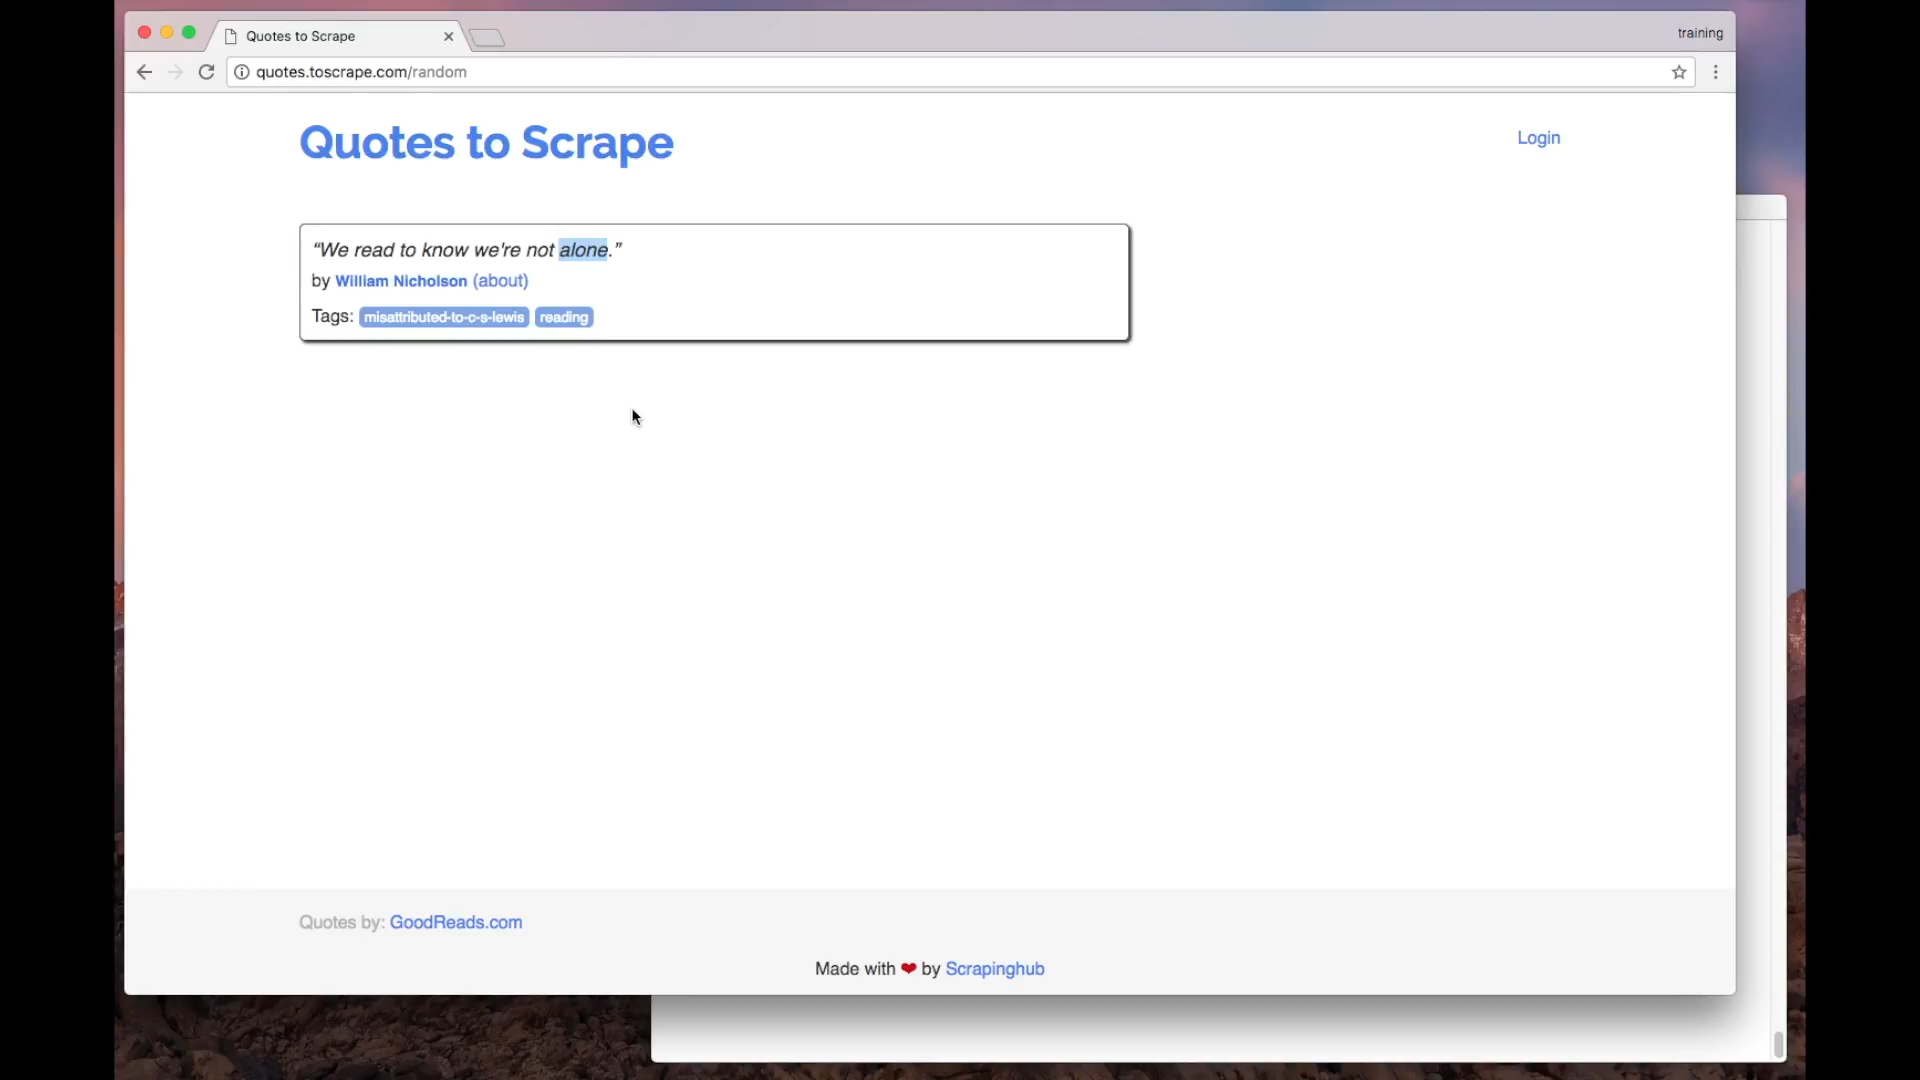 Quotes to Scrape
training
quotes.toscrape.com/random
Quotes to Scrape
Login
“We read to know we're not alone.”
by William Nicholson (about)
Tags: misattributed-to-c-s-lewis reading
Quotes by: GoodReads.com
Made with ❤ by Scrapinghub